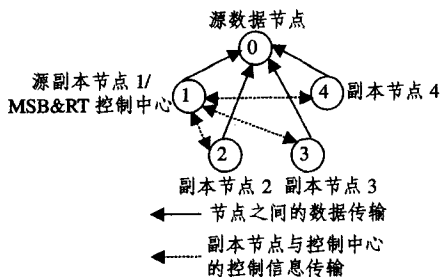 源数据节点
0
源副本节点 1/
MSB&RT 控制中心
1
4
副本节点 4
2
3
副本节点 2
副本节点 3
节点之间的数据传输
副本节点与控制中心
的控制信息传输